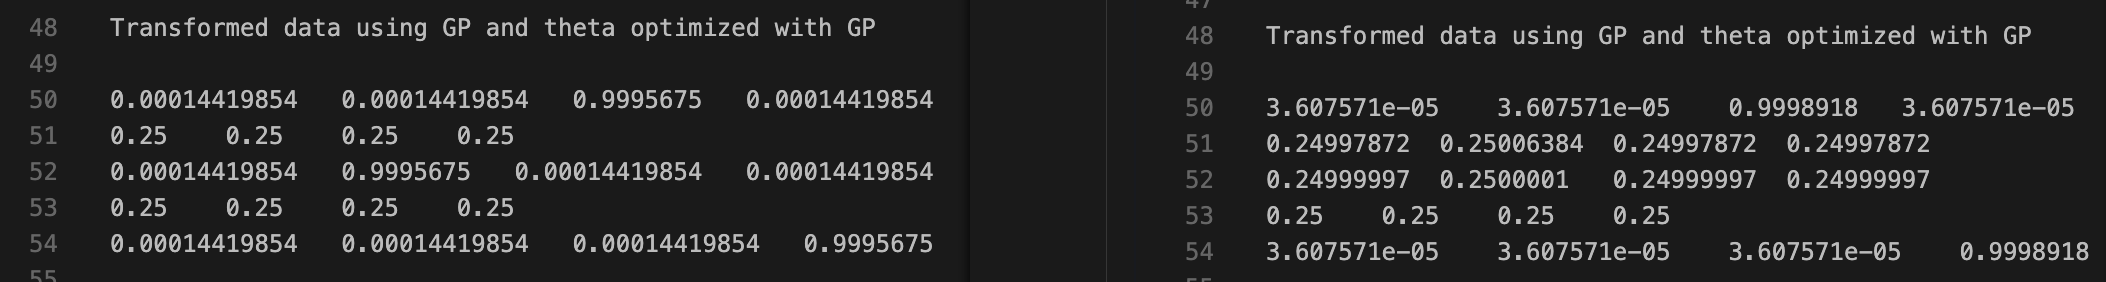 48 Transformed data using GP and theta optimized with GP
49
50 0.00014419854 0.00014419854 0.9995675 0.00014419854
51 0.25 0.25 0.25 0.25
52 0.00014419854 0.9995675 0.00014419854 0.00014419854
53 0.25 0.25 0.25 0.25
54 0.00014419854 0.00014419854 0.00014419854 0.9995675
55
47
48 Transformed data using GP and theta optimized with GP
49
50 3.607571e-05 3.607571e-05 0.9998918 3.607571e-05
51 0.24997872 0.25006384 0.24997872 0.24997872
52 0.24999997 0.2500001 0.24999997 0.24999997
53 0.25 0.25 0.25 0.25
54 3.607571e-05 3.607571e-05 3.607571e-05 0.9998918